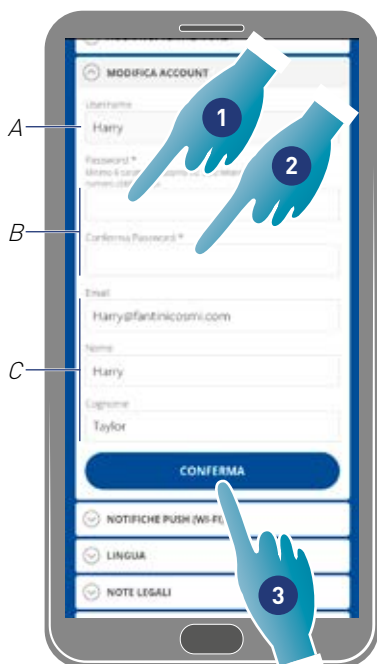 MODIFICA ACCOUNT
Username
A
Harry
1
Password *
2
B
Conferma Password *
Email
Harry@fantinicosmi.com
Nome
C
Harry
Cognome
Taylor
CONFERMA
NOTIFICHE PUSH (WI-FI)
LINGUA
3
NOTE LEGALI